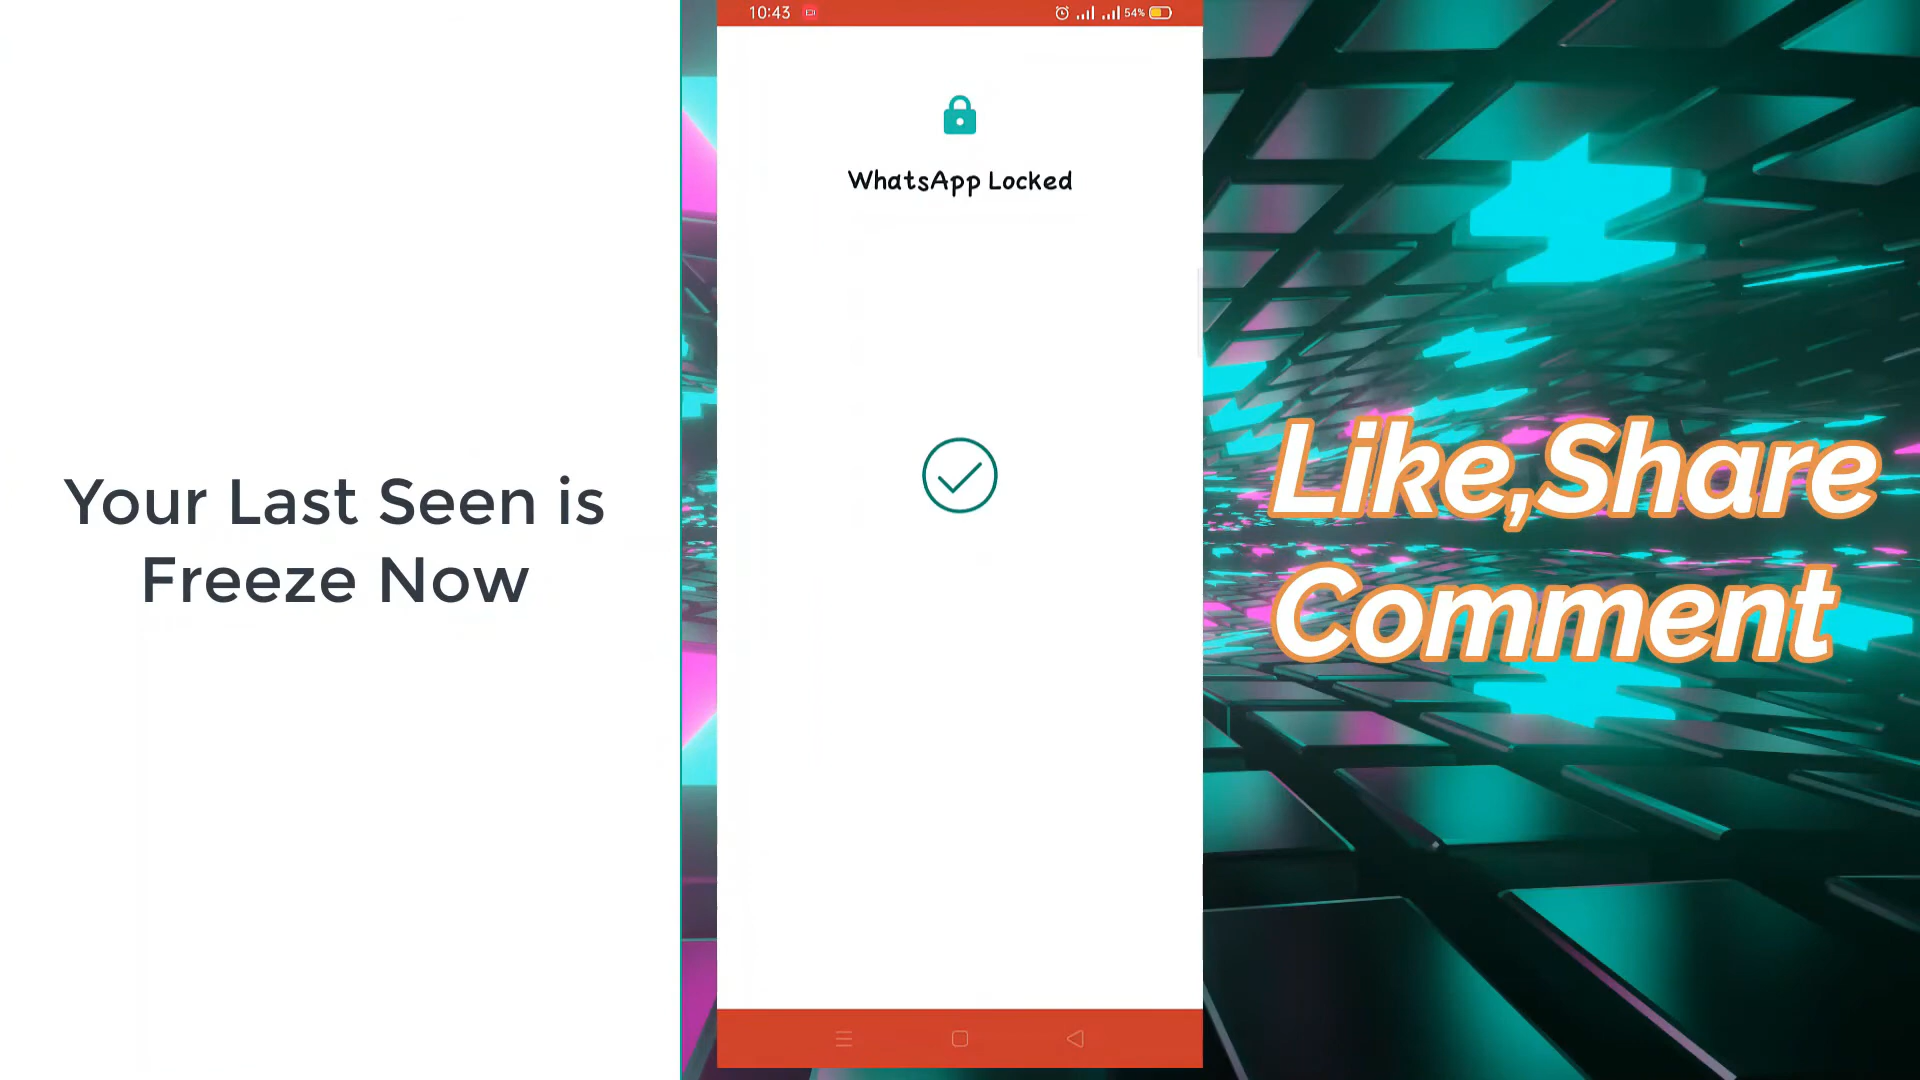 10:43
54%
WhatsApp Locked
Your Last Seen is
Freeze Now
Like,Share
Comment